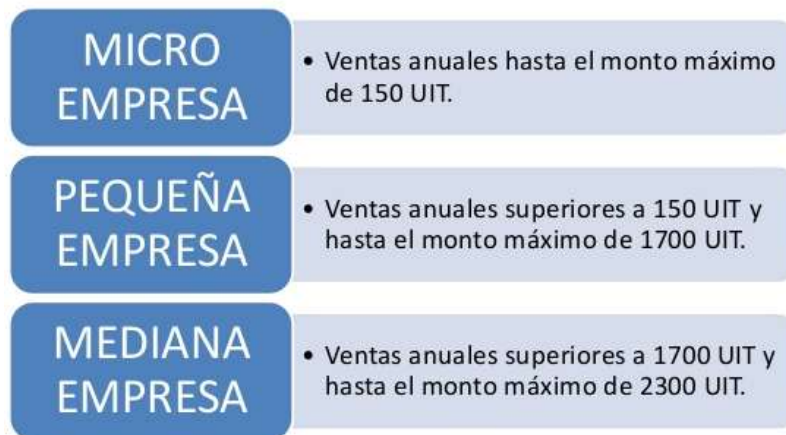 MICRO
EMPRESA
• Ventas anuales hasta el monto máximo
de 150 UIT.
PEQUEÑA
EMPRESA
• Ventas anuales superiores a 150 UIT y
hasta el monto máximo de 1700 UIT.
MEDIANA
EMPRESA
• Ventas anuales superiores a 1700 UIT y
hasta el monto máximo de 2300 UIT.